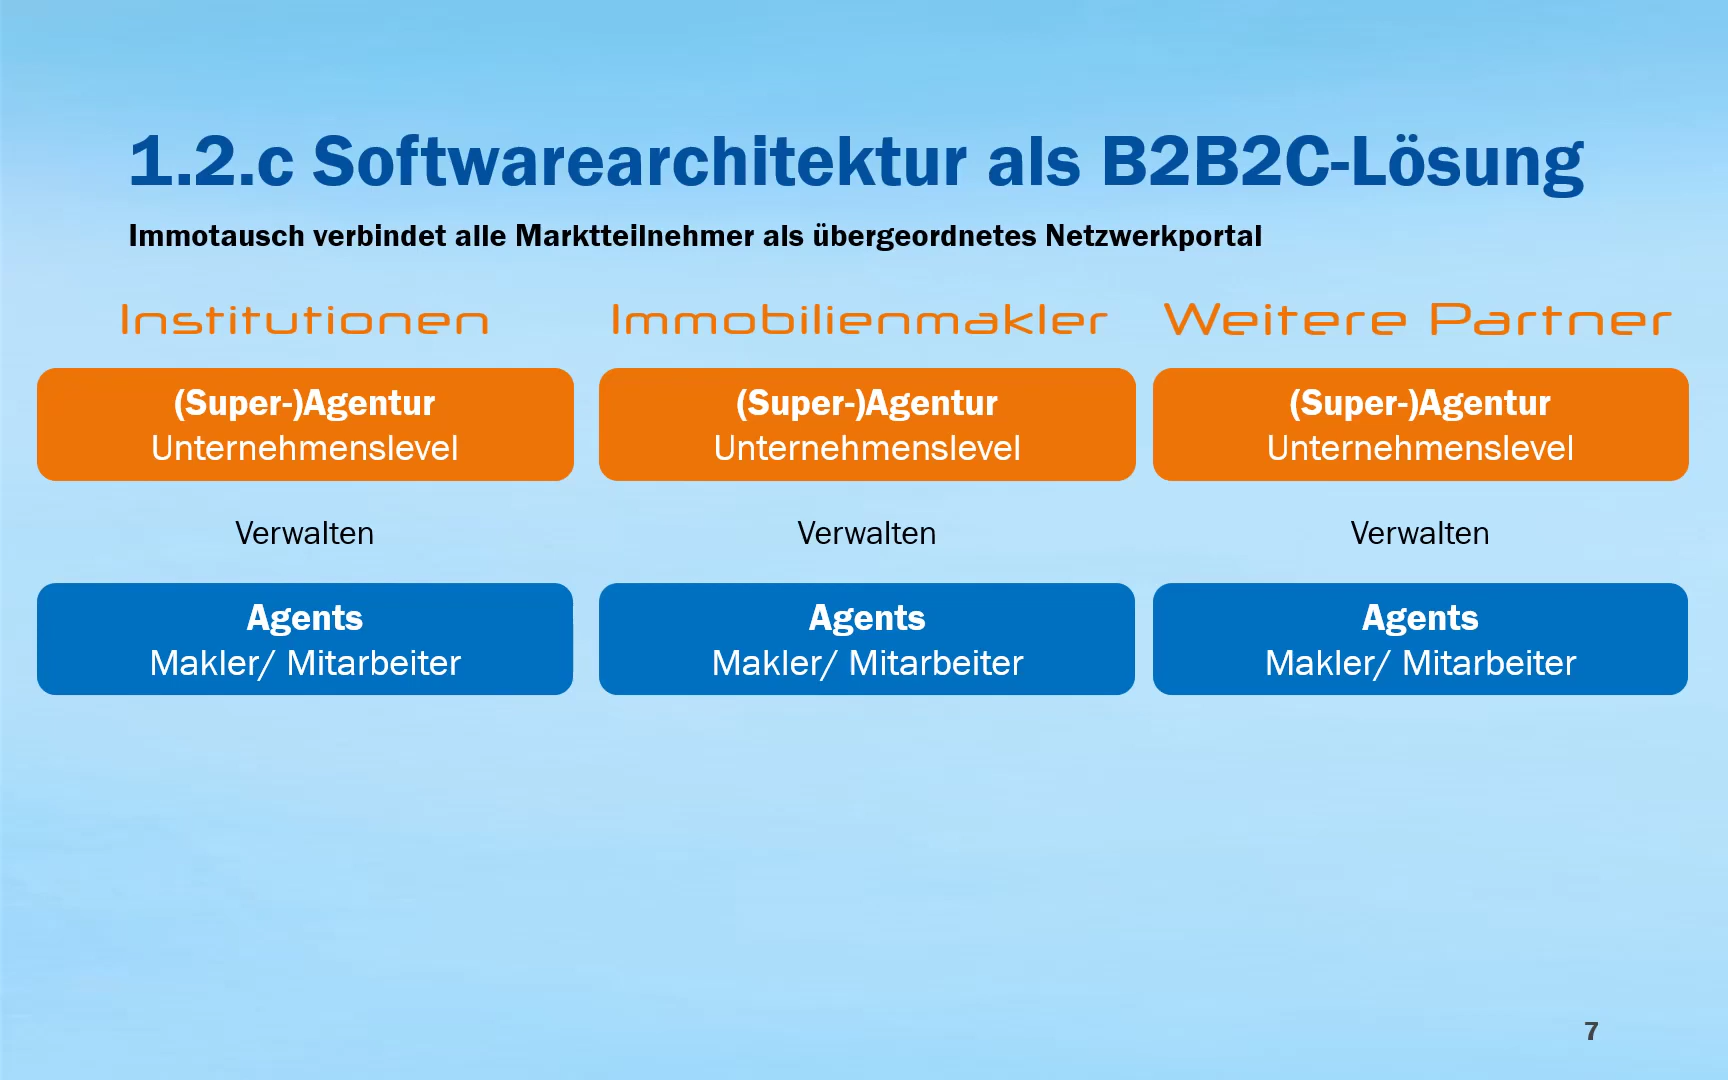 1.2.c Softwarearchitektur als B2B2C-Lösung
Immotausch verbindet alle Marktteilnehmer als übergeordnetes Netzwerkportal
Institutionen
Immobilienmakler
Weitere Partner
(Super-)Agentur
Unternehmenslevel
(Super-)Agentur
Unternehmenslevel
(Super-)Agentur
Unternehmenslevel
Verwalten
Verwalten
Verwalten
Agents
Makler/ Mitarbeiter
Agents
Makler/ Mitarbeiter
Agents
Makler/ Mitarbeiter
7